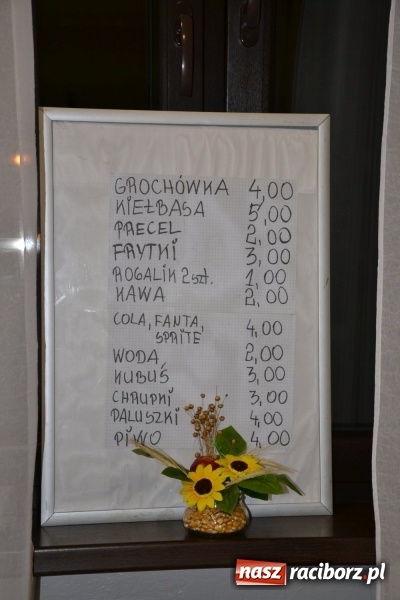 GROCHÓWKA 4,00
KIEŁBASA 5,00
PRECEL 2,00
FRYTKI 3,00
ROGALIK 2szt. 1,00
KAWA 2,00
COLA, FANTA,
SPRITE 4,00
WODA 2,00
KUBUŚ 3,00
CHRUPKI 3,00
PALUSZKI 4,00
PIWO 4,00
nasz raciborz.pl